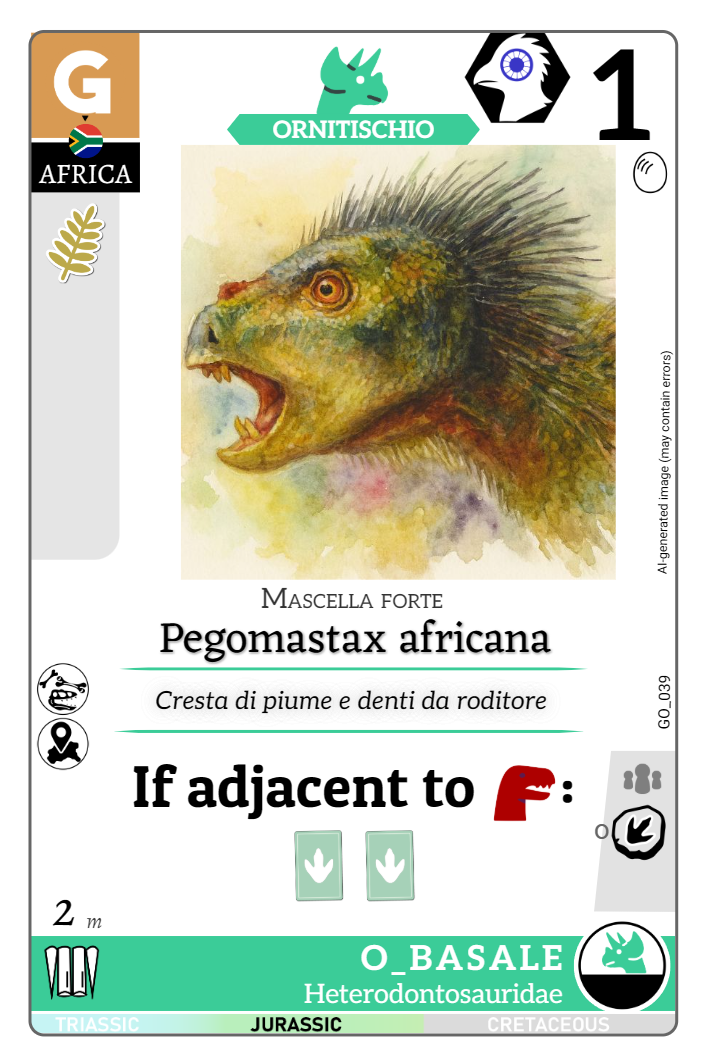 G
AFRICA
ORNITISCHIO
1
AI-generated image (may contain errors)
MASCELLA FORTE
Pegomastax africana
Cresta di piume e denti da roditore
GO_039
If adjacent to :
O
2 m
O_BASALE
Heterodontosauridae
TRIASSIC JURASSIC CRETACEOUS